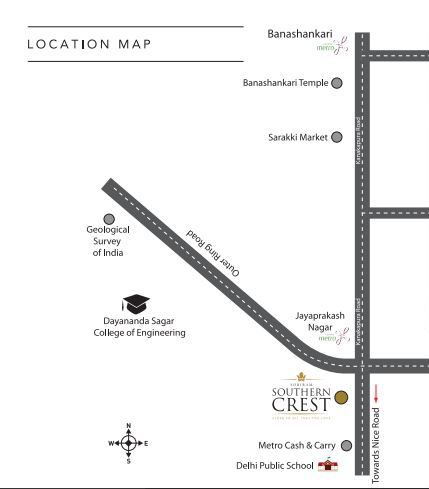 LOCATION MAP
Banashankari
metro
Banashankari Temple
Sarakki Market
Kanakapura Road
Geological
Survey
of India
Outer Ring Road
Dayananda Sagar
College of Engineering
Jayaprakash
Nagar
metro
Kanakapura Road
SOUTHERN
CREST
Metro Cash & Carry
Delhi Public School
Towards Nice Road
N
W
E
S